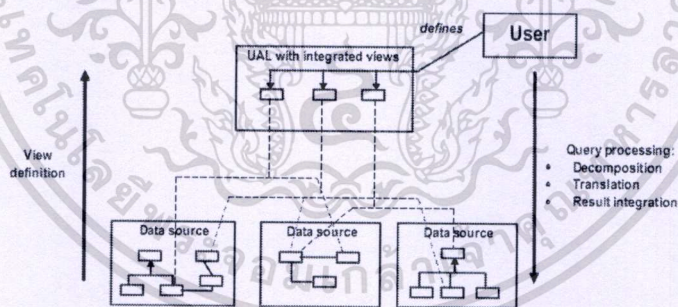 defines
User
UAL with integrated views
View
definition
Query processing:
• Decomposition
• Translation
• Result integration
Data source
Data source
Data source